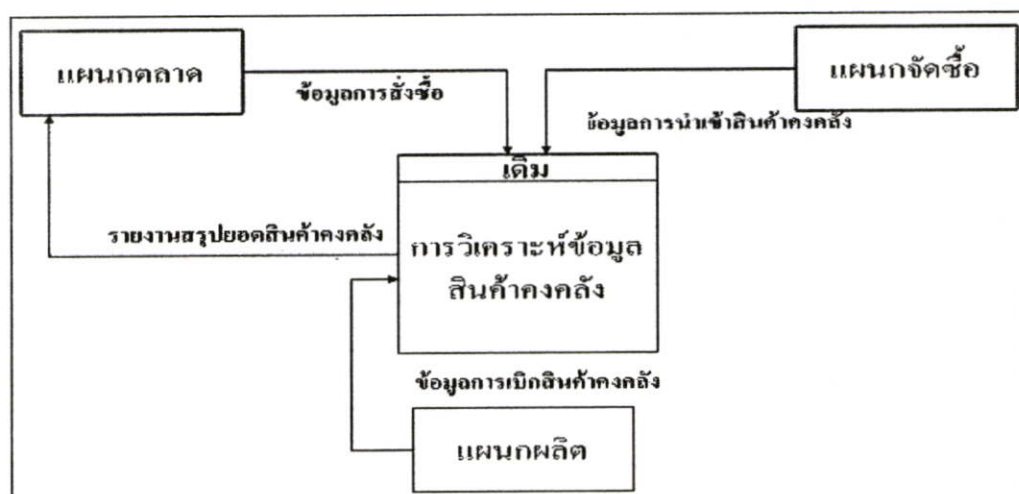 แผนกตลาด
แผนกจัดซื้อ
ข้อมูลการสั่งซื้อ
ข้อมูลการนำเข้าสินค้าคงคลัง
เดิม
รายงานสรุปยอดสินค้าคงคลัง
การวิเคราะห์ข้อมูล
สินค้าคงคลัง
ข้อมูลการเบิกสินค้าคงคลัง
แผนกผลิต